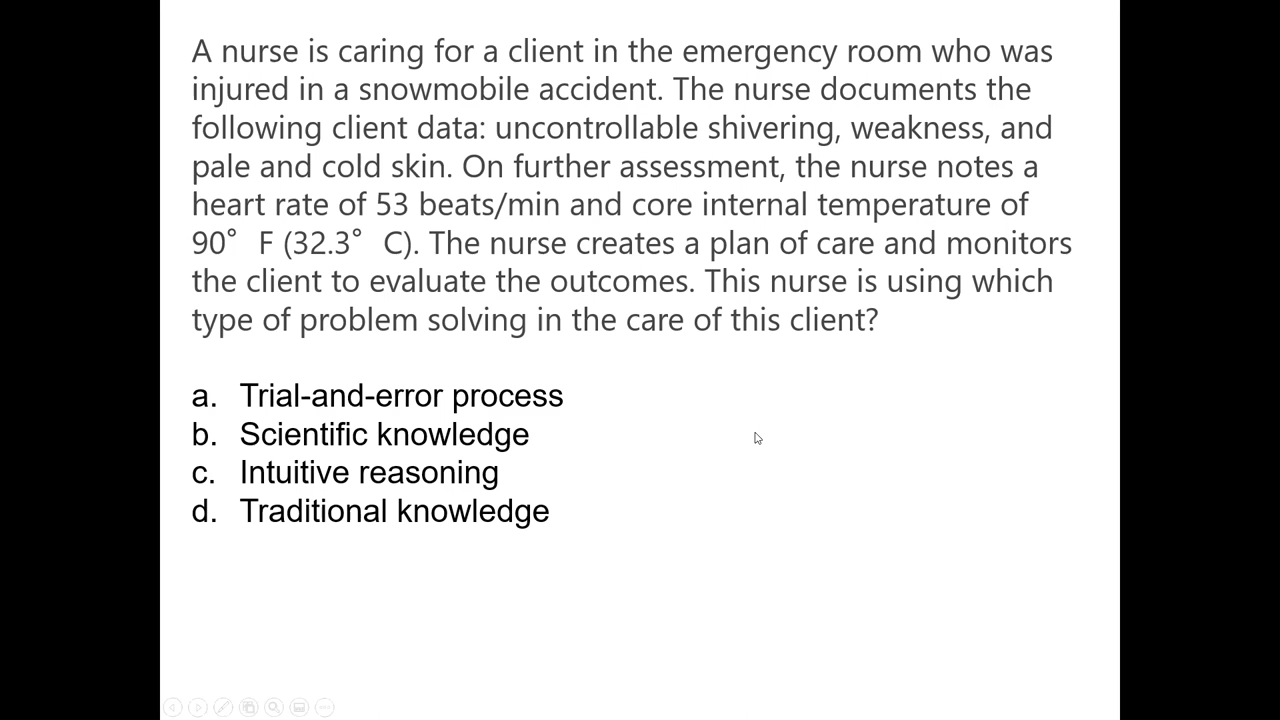 A nurse is caring for a client in the emergency room who was
injured in a snowmobile accident. The nurse documents the
following client data: uncontrollable shivering, weakness, and
pale and cold skin. On further assessment, the nurse notes a
heart rate of 53 beats/min and core internal temperature of
90° F (32.3° C). The nurse creates a plan of care and monitors
the client to evaluate the outcomes. This nurse is using which
type of problem solving in the care of this client?
a. Trial-and-error process
b. Scientific knowledge
c. Intuitive reasoning
d. Traditional knowledge